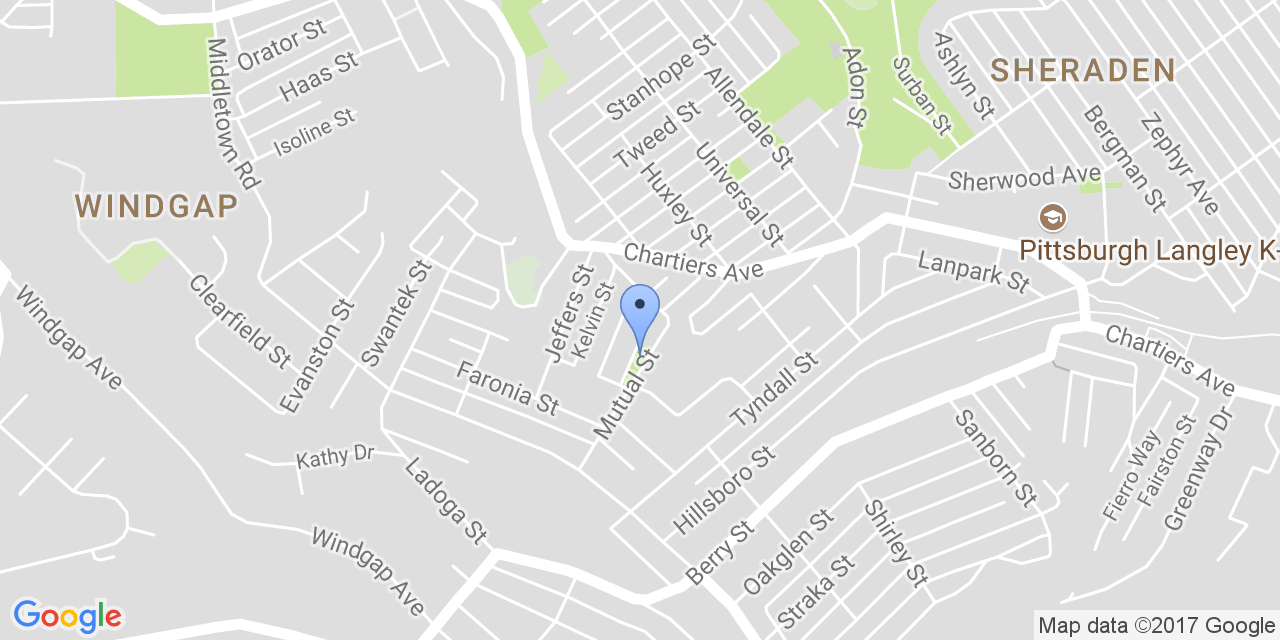 Orator St
Haas St
Isoline St
Middletown Rd
Stanhope St
Tweed St
Allendale St
Universal St
Huxley St
Adon St
Surban St
Ashlyn St
SHERADEN
Bergman St
Zephyr Ave
Sherwood Ave
WINDGAP
Pittsburgh Langley K-
Chartiers Ave
Lanpark St
Clearfield St
Windgap Ave
Evanston St
Swantek St
Jeffers St
Kelvin St
Faronia St
Mutual St
Tyndall St
Chartiers Ave
Kathy Dr
Ladoga St
Hillsboro St
Sanborn St
Fierro Way
Fairston St
Greenway Dr
Windgap Ave
Berry St
Oakglen St
Shirley St
Straka St
Google
Map data ©2017 Google